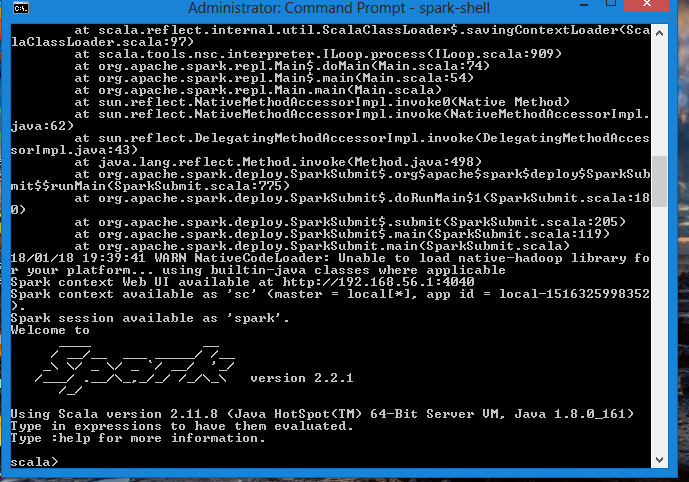 Administrator: Command Prompt - spark-shell
at scala.reflect.internal.util.ScalaClassLoader$.savingContextLoader(Sca
laClassLoader.scala:97)
at scala.tools.nsc.interpreter.ILoop.process(ILoop.scala:909)
at org.apache.spark.repl.Main$.doMain(Main.scala:74)
at org.apache.spark.repl.Main$.main(Main.scala:54)
at org.apache.spark.repl.Main.main(Main.scala)
at sun.reflect.NativeMethodAccessorImpl.invoke0(Native Method)
at sun.reflect.NativeMethodAccessorImpl.invoke(NativeMethodAccessorImpl.
java:62)
at sun.reflect.DelegatingMethodAccessorImpl.invoke(DelegatingMethodAcces
sorImpl.java:43)
at java.lang.reflect.Method.invoke(Method.java:498)
at org.apache.spark.deploy.SparkSubmit$.org$apache$spark$deploy$SparkSub
mit$$runMain(SparkSubmit.scala:775)
at org.apache.spark.deploy.SparkSubmit$.doRunMain$1(SparkSubmit.scala:18
0)
at org.apache.spark.deploy.SparkSubmit$.submit(SparkSubmit.scala:205)
at org.apache.spark.deploy.SparkSubmit$.main(SparkSubmit.scala:119)
at org.apache.spark.deploy.SparkSubmit.main(SparkSubmit.scala)
18/01/18 19:39:41 WARN NativeCodeLoader: Unable to load native-hadoop library fo
r your platform... using builtin-java classes where applicable
Spark context Web UI available at http://192.168.56.1:4040
Spark context available as 'sc' (master = local[*], app id = local-1516325998352
).
Spark session available as 'spark'.
Welcome to
Spark version 2.2.1
Using Scala version 2.11.8 (Java HotSpot(TM) 64-Bit Server VM, Java 1.8.0_161)
Type in expressions to have them evaluated.
Type :help for more information.
scala>